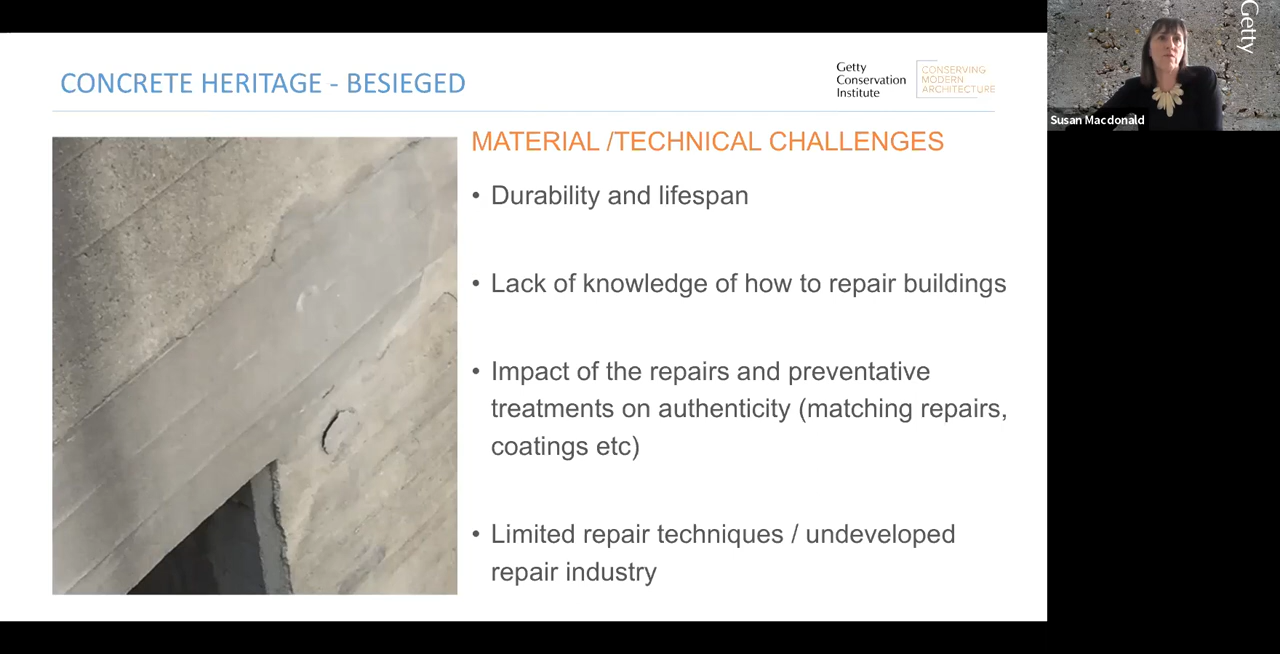 CONCRETE HERITAGE - BESIEGED
Getty
Conservation
Institute
CONSERVING
MODERN
ARCHITECTURE
MATERIAL /TECHNICAL CHALLENGES
• Durability and lifespan
• Lack of knowledge of how to repair buildings
• Impact of the repairs and preventative
treatments on authenticity (matching repairs,
coatings etc)
• Limited repair techniques / undeveloped
repair industry
Getty
Susan Macdonald